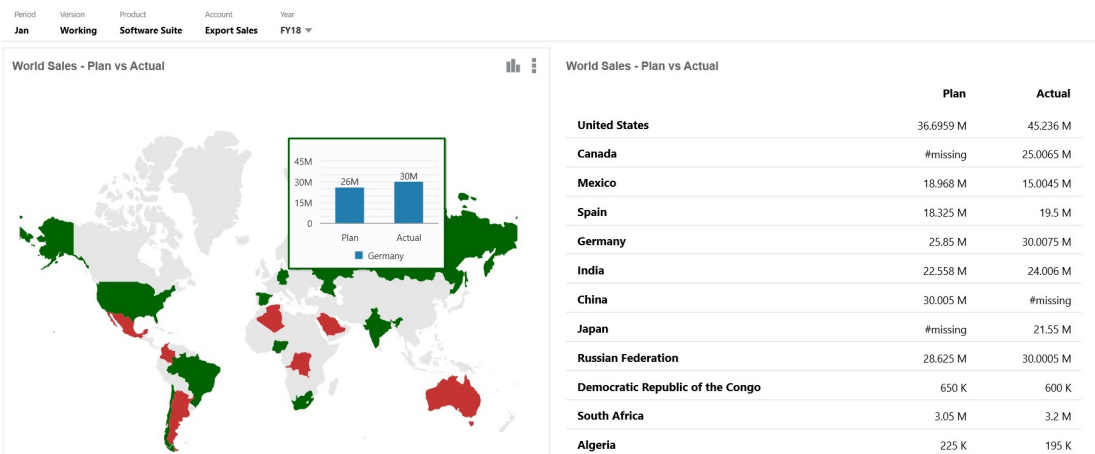 Period Version Product Account Year
Jan Working Software Suite Export Sales FY18
World Sales - Plan vs Actual
45M
30M
15M
0
26M
30M
Plan Actual
Germany
World Sales - Plan vs Actual
Plan Actual
United States 36.6959 M 45.236 M
Canada #missing 25.0065 M
Mexico 18.968 M 15.0045 M
Spain 18.325 M 19.5 M
Germany 25.85 M 30.0075 M
India 22.558 M 24.006 M
China 30.005 M #missing
Japan #missing 21.55 M
Russian Federation 28.625 M 30.0005 M
Democratic Republic of the Congo 650 K 600 K
South Africa 3.05 M 3.2 M
Algeria 225 K 195 K